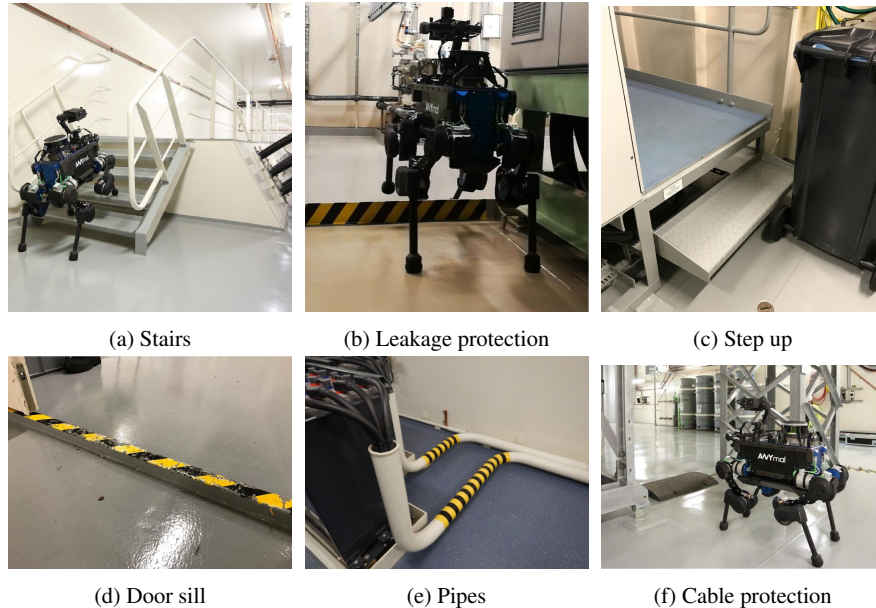 ANYmal
ANYmal
(a) Stairs
(b) Leakage protection
(c) Step up
ANYmal
(d) Door sill
(e) Pipes
(f) Cable protection